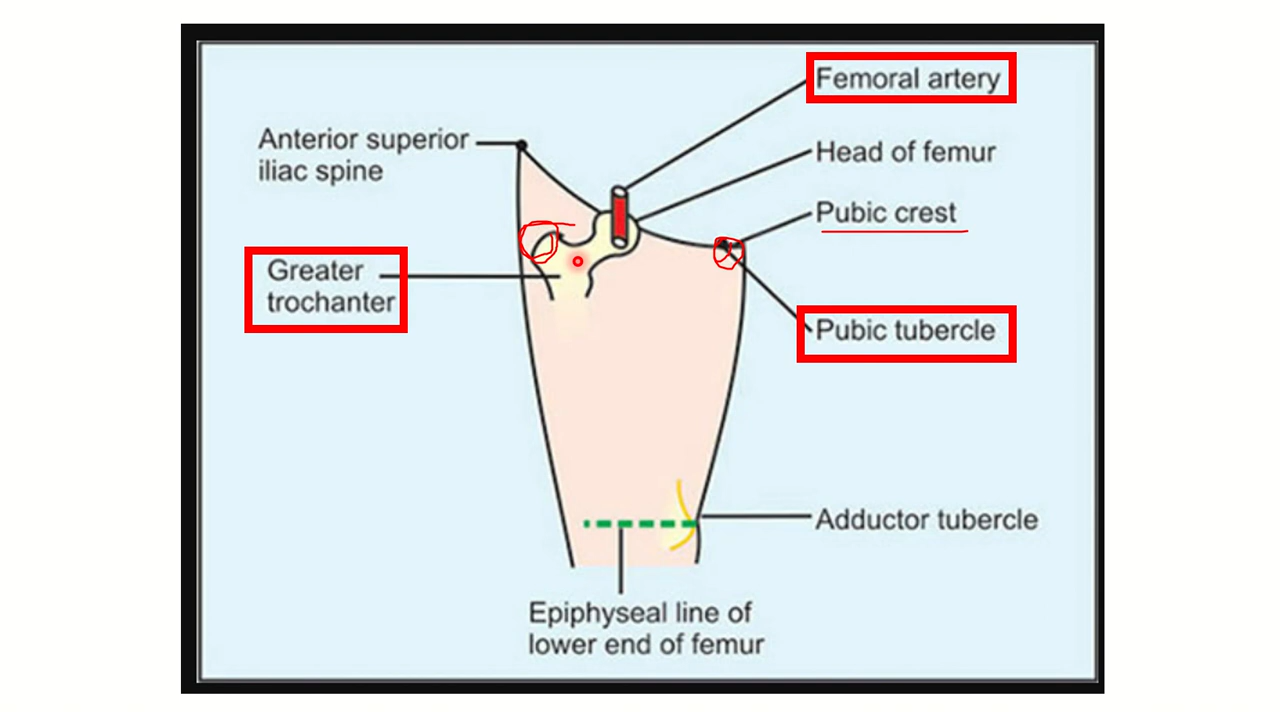 Femoral artery
Anterior superior
iliac spine
Head of femur
Pubic crest
Greater
trochanter
Pubic tubercle
Adductor tubercle
Epiphyseal line of
lower end of femur